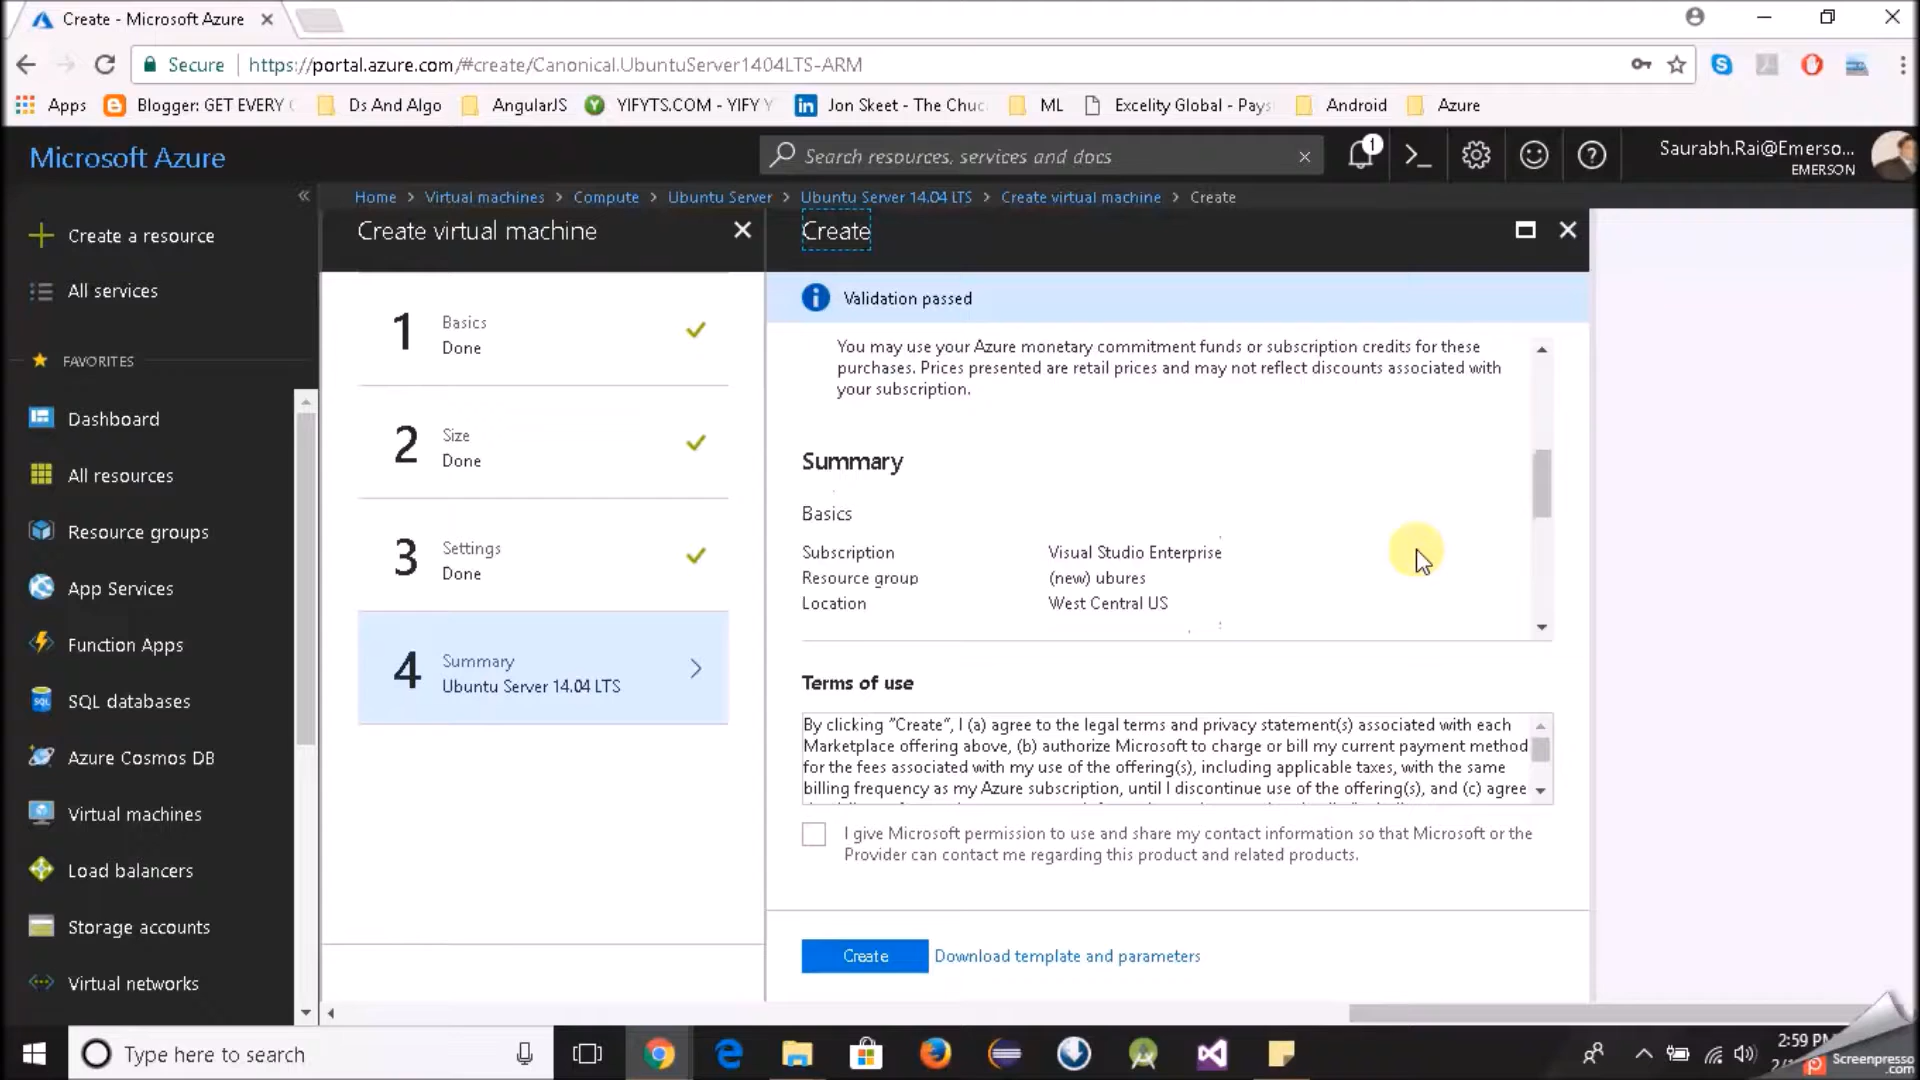 Create - Microsoft Azure
Secure
https://portal.azure.com/#create/Canonical.UbuntuServer1404LTS-ARM
Apps
Blogger: GET EVERY
Ds And Algo
AngularJS
YIFYTS.COM - YIFY
Jon Skeet - The Chuc
ML
Excelity Global - Pays
Android
Azure
Microsoft Azure
Search resources, services and docs
1
Saurabh.Rai@Emerso...
EMERSON
Home > Virtual machines > Compute > Ubuntu Server > Ubuntu Server 14.04 LTS > Create virtual machine > Create
Create a resource
All services
FAVORITES
Dashboard
All resources
Resource groups
App Services
Function Apps
SQL databases
Azure Cosmos DB
Virtual machines
Load balancers
Storage accounts
Virtual networks
Create virtual machine
1
Basics
Done
2
Size
Done
3
Settings
Done
4
Summary
Ubuntu Server 14.04 LTS
Create
Validation passed
You may use your Azure monetary commitment funds or subscription credits for these
purchases. Prices presented are retail prices and may not reflect discounts associated with
your subscription.
Summary
Basics
Subscription Visual Studio Enterprise
Resource group (new) ubures
Location West Central US
Terms of use
By clicking "Create", I (a) agree to the legal terms and privacy statement(s) associated with each
Marketplace offering above, (b) authorize Microsoft to charge or bill my current payment method
for the fees associated with my use of the offering(s), including applicable taxes, with the same
billing frequency as my Azure subscription, until I discontinue use of the offering(s), and (c) agree
I give Microsoft permission to use and share my contact information so that Microsoft or the
Provider can contact me regarding this product and related products.
Create
Download template and parameters
Type here to search
2:59 PM
Screenpresso
.com